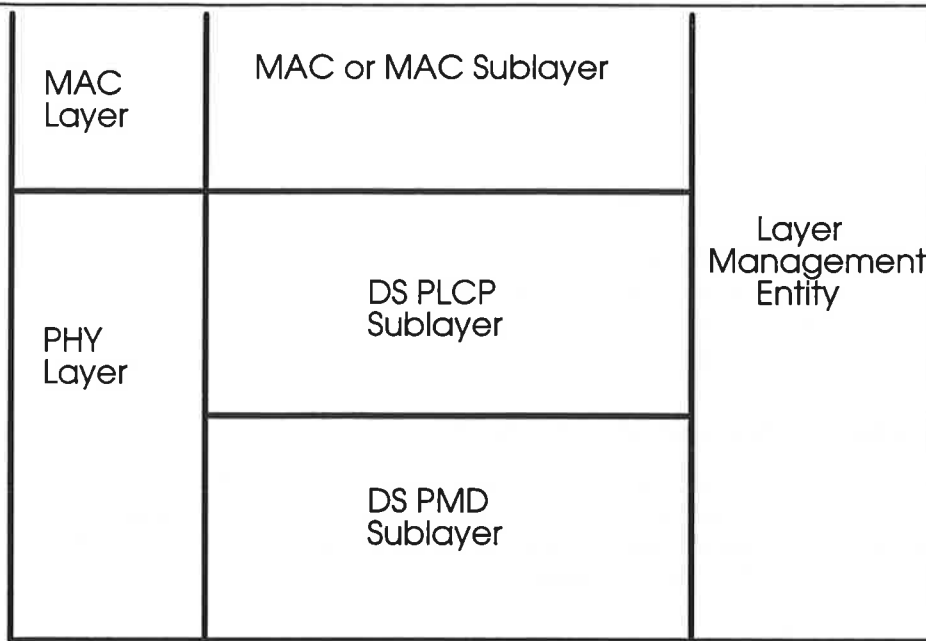 MAC
Layer
MAC or MAC Sublayer
PHY
Layer
DS PLCP
Sublayer
DS PMD
Sublayer
Layer
Management
Entity